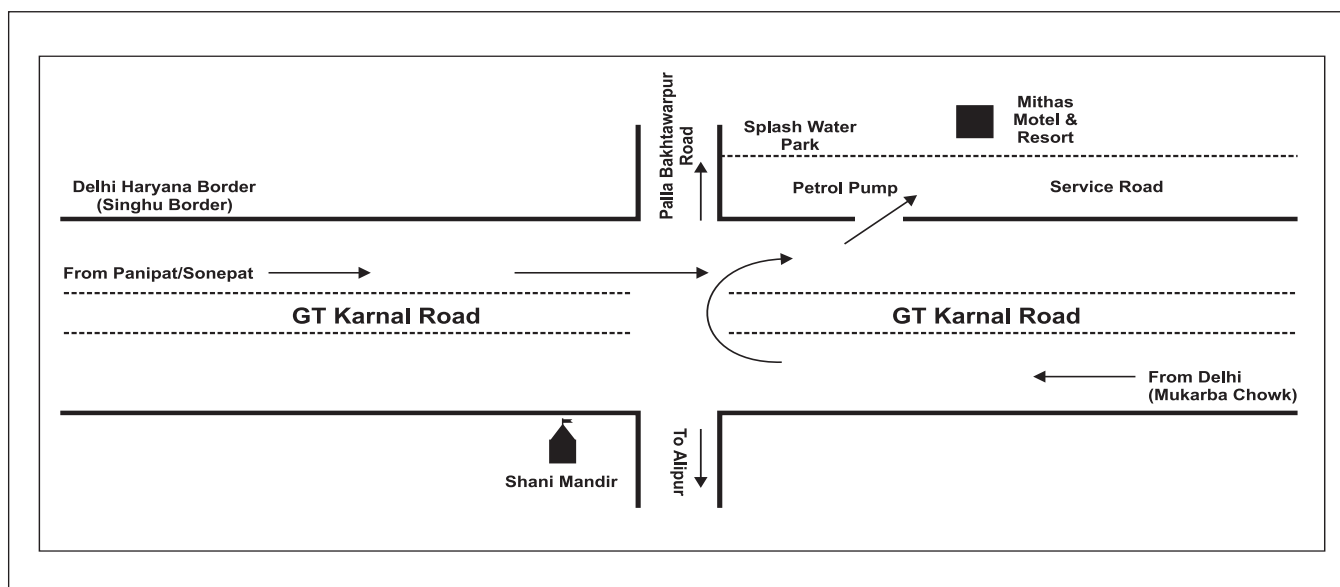 Palla Bakhtawarpur
Road
Splash Water
Park
Mithas
Motel &
Resort
Delhi Haryana Border
(Singhu Border)
Petrol Pump
Service Road
From Panipat/Sonepat
GT Karnal Road
GT Karnal Road
From Delhi
(Mukarba Chowk)
Shani Mandir
To Alipur